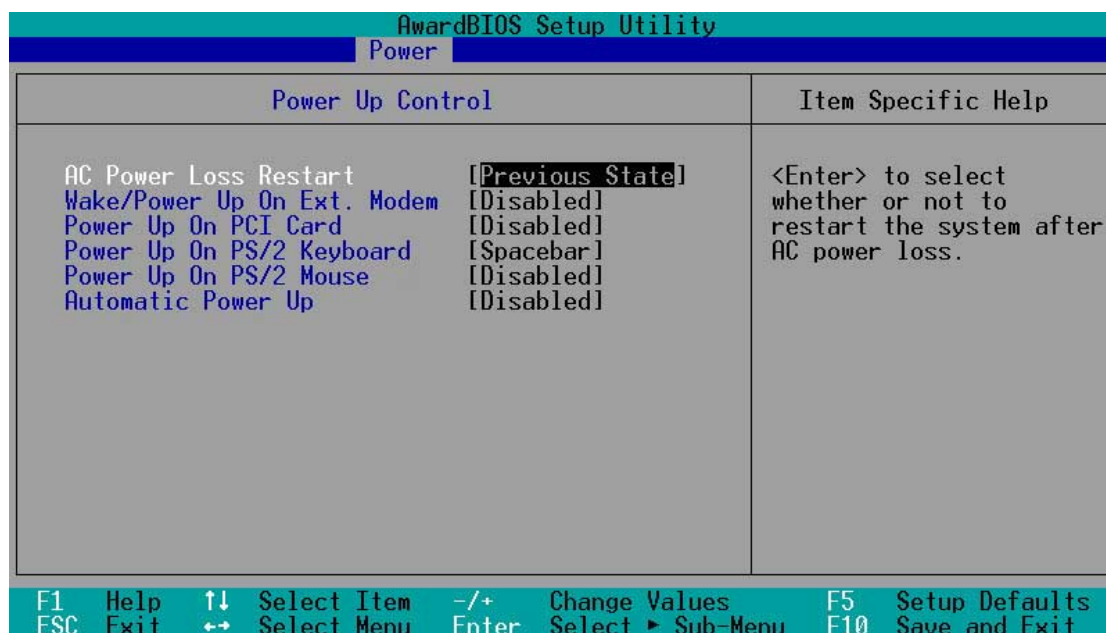 AwardBIOS Setup Utility
Power
Power Up Control
Item Specific Help
AC Power Loss Restart [Previous State]
Wake/Power Up On Ext. Modem [Disabled]
Power Up On PCI Card [Disabled]
Power Up On PS/2 Keyboard [Spacebar]
Power Up On PS/2 Mouse [Disabled]
Automatic Power Up [Disabled]
<Enter> to select
whether or not to
restart the system after
AC power loss.
F1 Help ↑↓ Select Item -/+ Change Values F5 Setup Defaults
ESC Exit ←→ Select Menu Enter Select ► Sub-Menu F10 Save and Exit